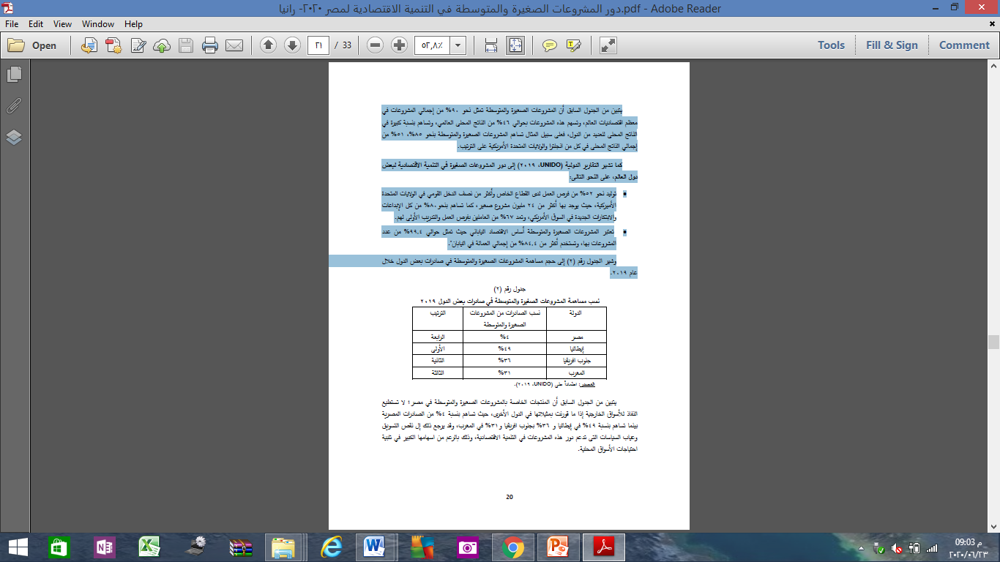 دور المشروعات الصغيرة والمتوسطة في التنمية الاقتصادية لمصر ٢٠٢٠- رانيا.pdf - Adobe Reader
File Edit View Window Help
Open ٢١ / 33 ٥٢,٨٪ Tools Fill & Sign Comment
يتبين من الجدول السابق أن المشروعات الصغيرة والمتوسطة تمثل نحو ٩٠% من إجمالي المشروعات في
معظم اقتصاديات العالم، وتسهم هذه المشروعات بحوالي ٤٦% من الناتج المحلى العالمي، وتساهم بنسبة كبيرة في
الناتج المحلى للعديد من الدول، فعلى سبيل المثال تساهم المشروعات الصغيرة والمتوسطة بنحو ٨٥%، ٥١% من
إجمالي الناتج المحلى في كل من انجلترا والولايات المتحدة الأمريكية على الترتيب.
كما تشير التقارير الدولية (UNIDO، ٢٠١٩) إلى دور المشروعات الصغيرة في التنمية الاقتصادية لبعض
دول العالم، على النحو التالى:
• توليد نحو ٥٢% من فرص العمل لدى القطاع الخاص وأكثر من نصف الدخل القومي في الولايات المتحدة
الأميركية، حيث يوجد بها أكثر من ٢٤ مليون مشروع صغير، كما تساهم بنحو٨٠% من كل الإبداعات
والابتكارات الجديدة في السوق الأمريكي، وتمد ٦٧% من العاملين بفرص العمل والتدريب الأولى لهم.
• تعتبر المشروعات الصغيرة والمتوسطة أساس الاقتصاد الياباني حيث تمثل حوالي ٩٩.٤% من عدد
المشروعات بها، وتستخدم أكثر من ٨٤.٤% من إجمالي العمالة في اليابان".
وشير الجدول رقم (٢) إلى حجم مساهمة المشروعات الصغيرة والمتوسطة في صادرات بعض الدول خلال
عام ٢٠١٩.
جدول رقم (٢)
نسب مساهمة المشروعات الصغيرة والمتوسطة في صادرات بعض الدول ٢٠١٩
الدولة نسب الصادرات من المشروعات الترتيب
الصغيرة والمتوسطة
مصر ٤% الرابعة
إيطاليا ٤٩% الأولى
جنوب افريقيا ٣٦% الثانية
المغرب ٣١% الثالثة
المصدر: اعتماداً على (UNIDO، ٢٠١٩).
يتبين من الجدول السابق أن المنتجات الخاصة بالمشروعات الصغيرة والمتوسطة في مصر؛ لا تستطيع
النفاذ للأسواق الخارجية إذا ما قورنت بمثيلاتها في الدول الأخرى، حيث تساهم بنسبة ٤% من الصادرات المصرية
بينما تساهم بنسبة ٤٩% في إيطاليا و ٣٦% بجنوب افريقيا و٣١% في المغرب، وقد يرجع ذلك إل نقص التسويق
وغياب السياسات التى تدعم دور هذه المشروعات في التنمية الاقتصادية، وذلك بالرغم من اسهامها الكبير في تلبية
احتياجات الأسواق المحلية.
20
09:03 م
٢٠٢٠/٠٦/٢٣